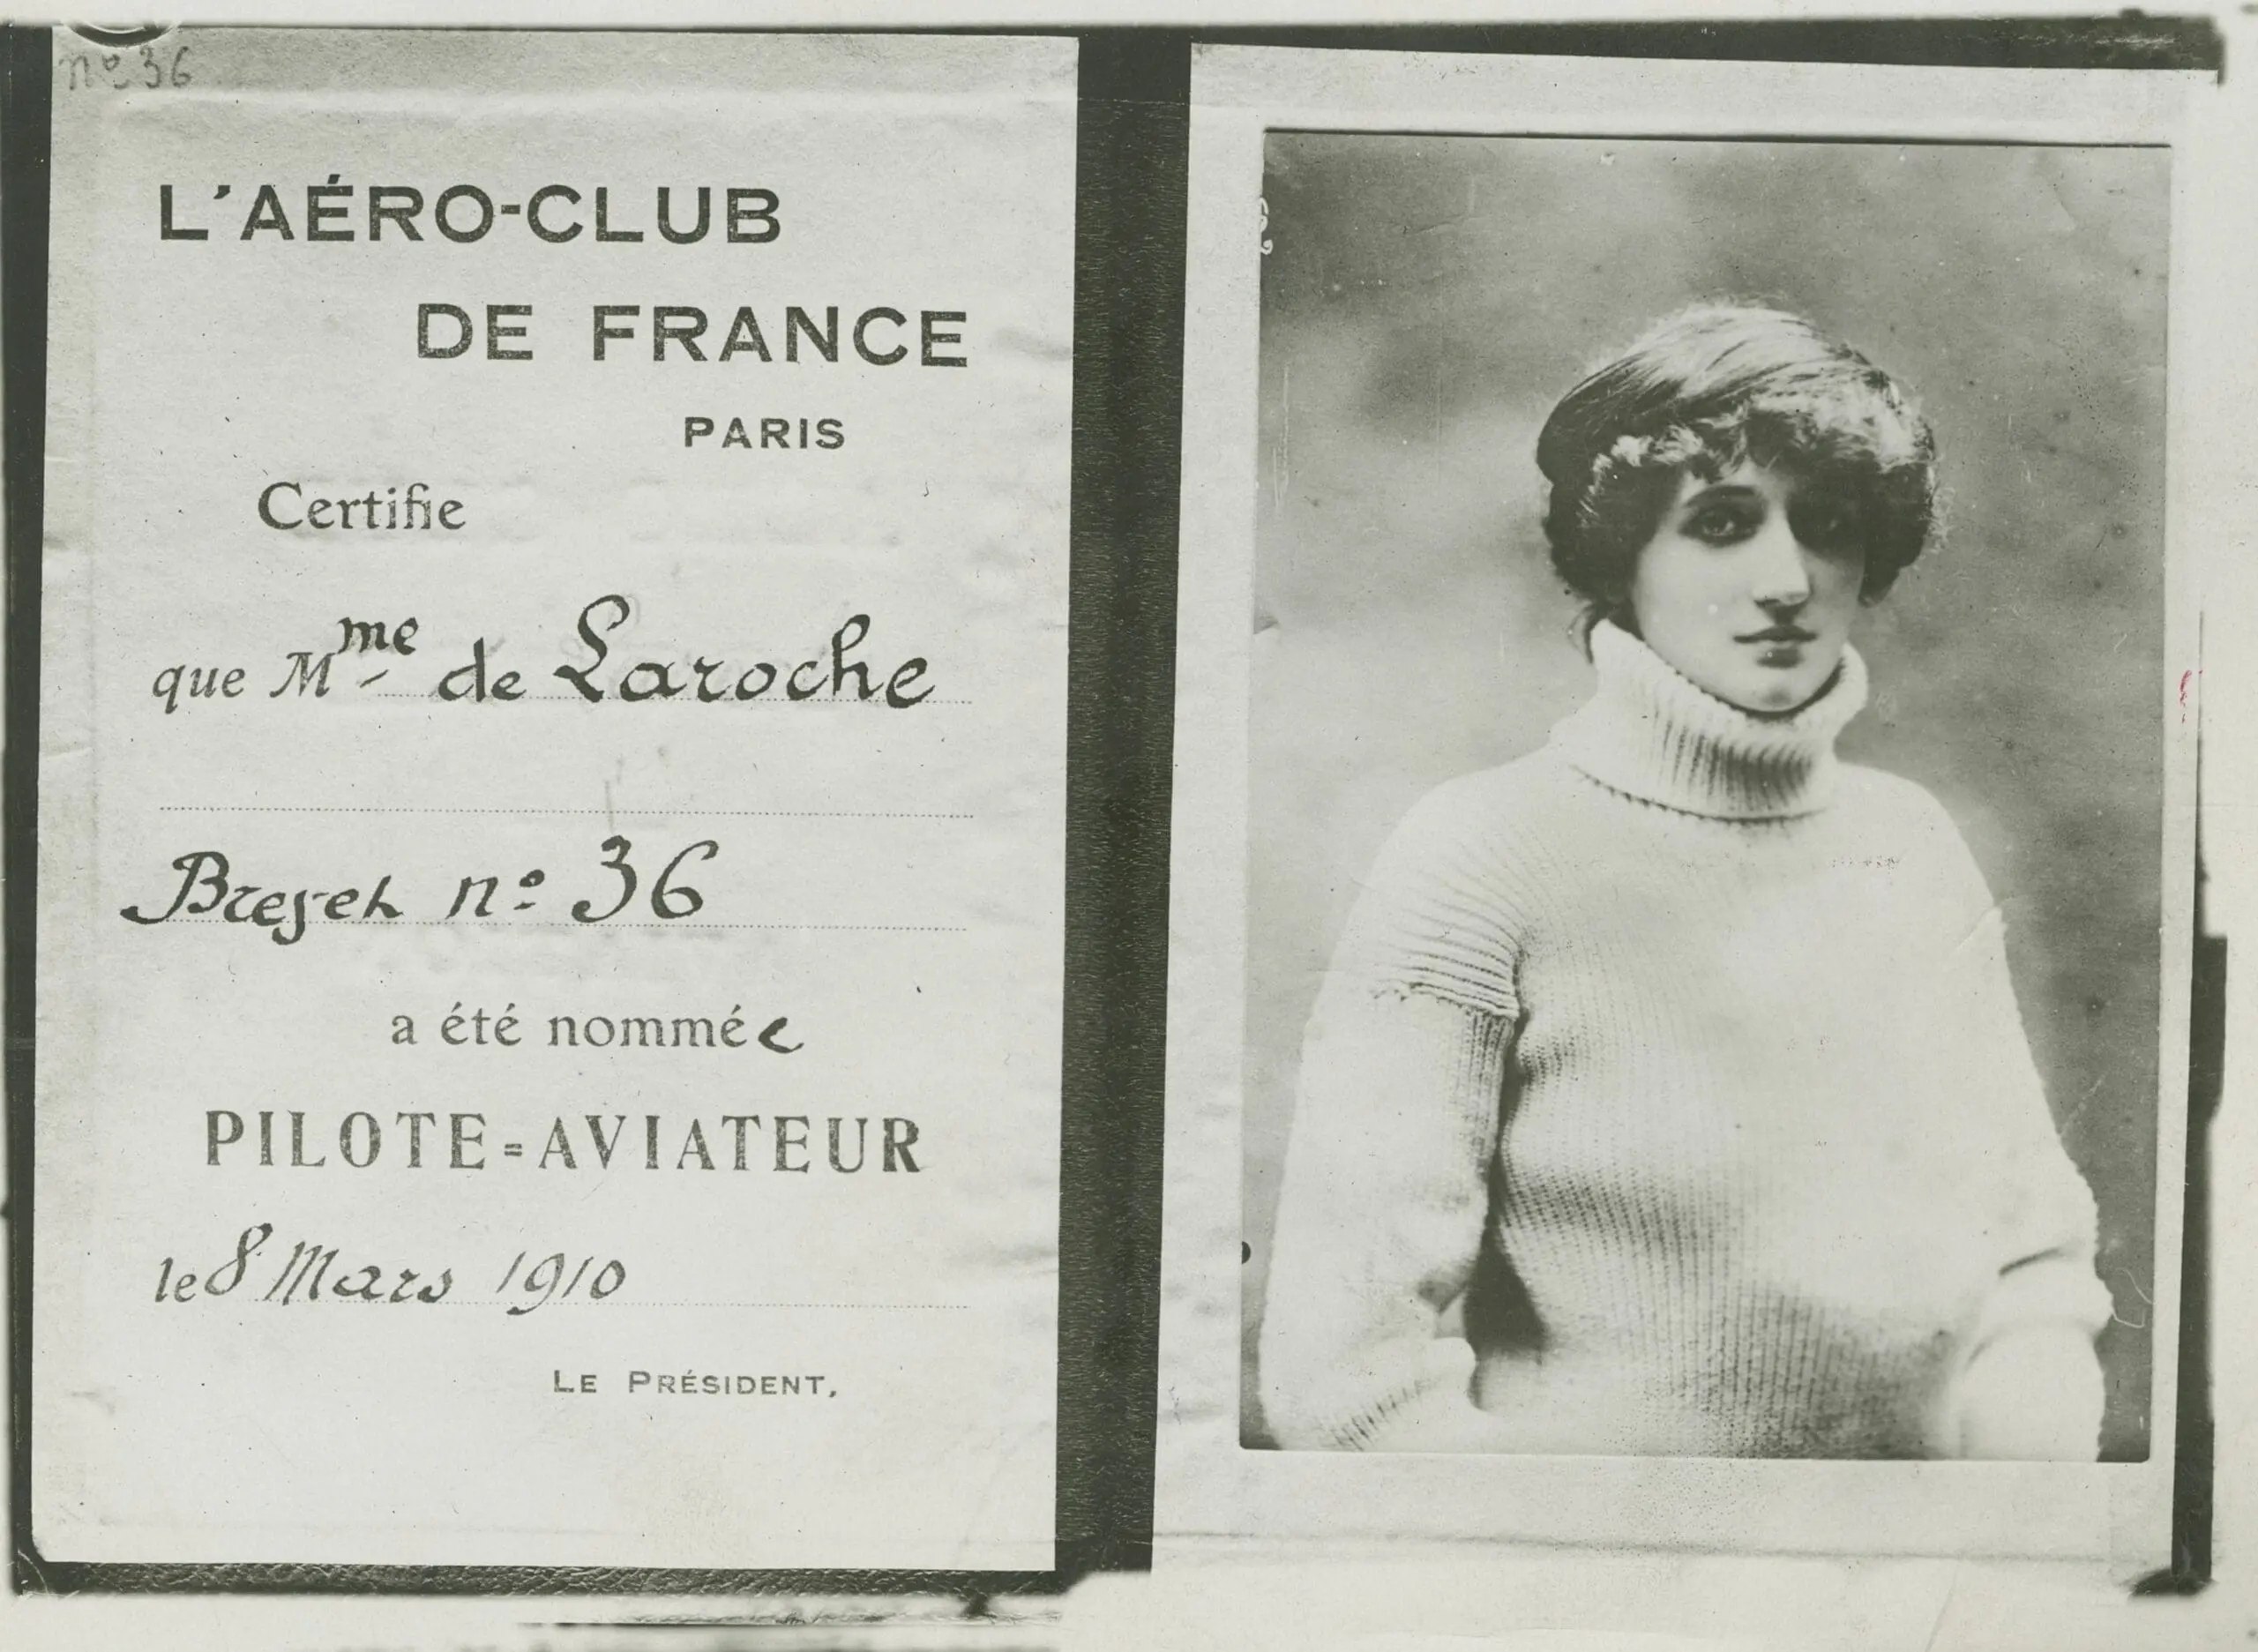 nº 36
L'AÉRO-CLUB
DE FRANCE
PARIS
Certifie
que Mme de Laroche
Brevet nº 36
a été nommée
PILOTE=AVIATEUR
le 8 Mars 1910
LE PRÉSIDENT,